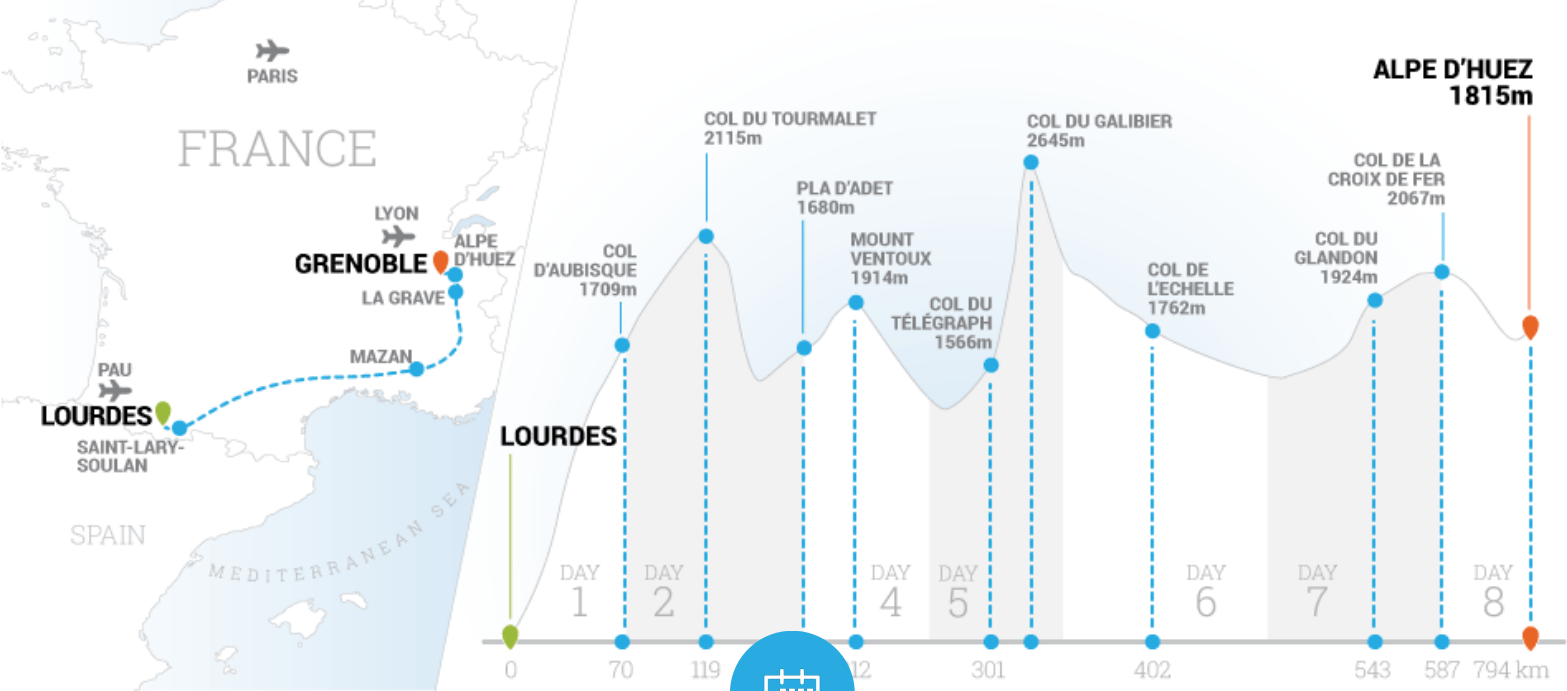 PARIS
FRANCE
LYON
GRENOBLE
ALPE
D'HUEZ
LA GRAVE
MAZAN
PAU
LOURDES
SAINT-LARY-
SOULAN
SPAIN
MEDITERRANEAN SEA
LOURDES
COL
D'AUBISQUE
1709m
COL DU TOURMALET
2115m
PLA D'ADET
1680m
MOUNT
VENTOUX
1914m
COL DU
TÉLÉGRAPH
1566m
COL DU GALIBIER
2645m
COL DE
L'ECHELLE
1762m
COL DU
GLANDON
1924m
COL DE LA
CROIX DE FER
2067m
ALPE D'HUEZ
1815m
DAY
1
DAY
2
DAY
4
DAY
5
DAY
6
DAY
7
DAY
8
0 70 119 301 402 543 587 794 km